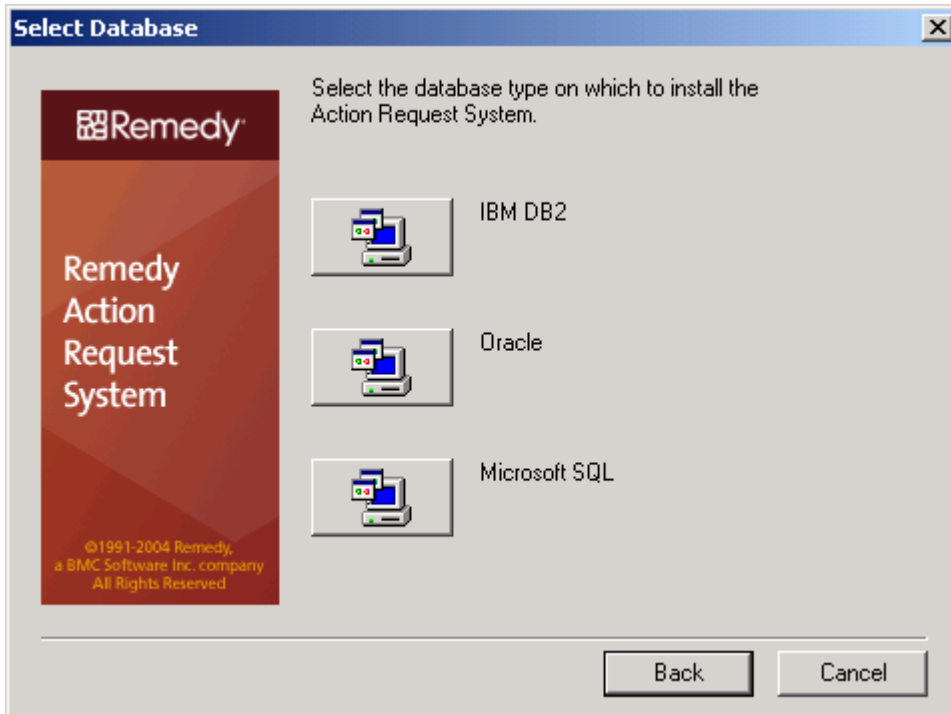 Select Database
Remedy
Select the database type on which to install the
Action Request System.
IBM DB2
Oracle
Microsoft SQL
Remedy
Action
Request
System
©1991-2004 Remedy,
a BMC Software Inc. company
All Rights Reserved
Back
Cancel